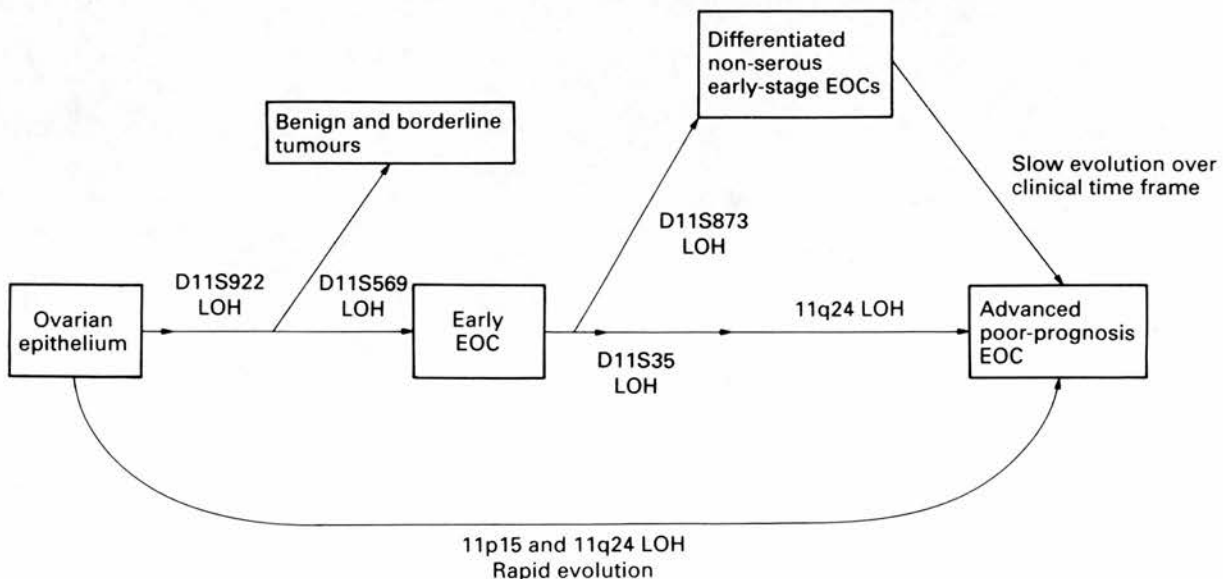 Differentiated
non-serous
early-stage EOCs
Benign and borderline
tumours
Slow evolution over
clinical time frame
D11S873
LOH
D11S922
LOH
D11S569
LOH
Ovarian
epithelium
Early
EOC
11q24 LOH
Advanced
poor-prognosis
EOC
D11S35
LOH
11p15 and 11q24 LOH
Rapid evolution